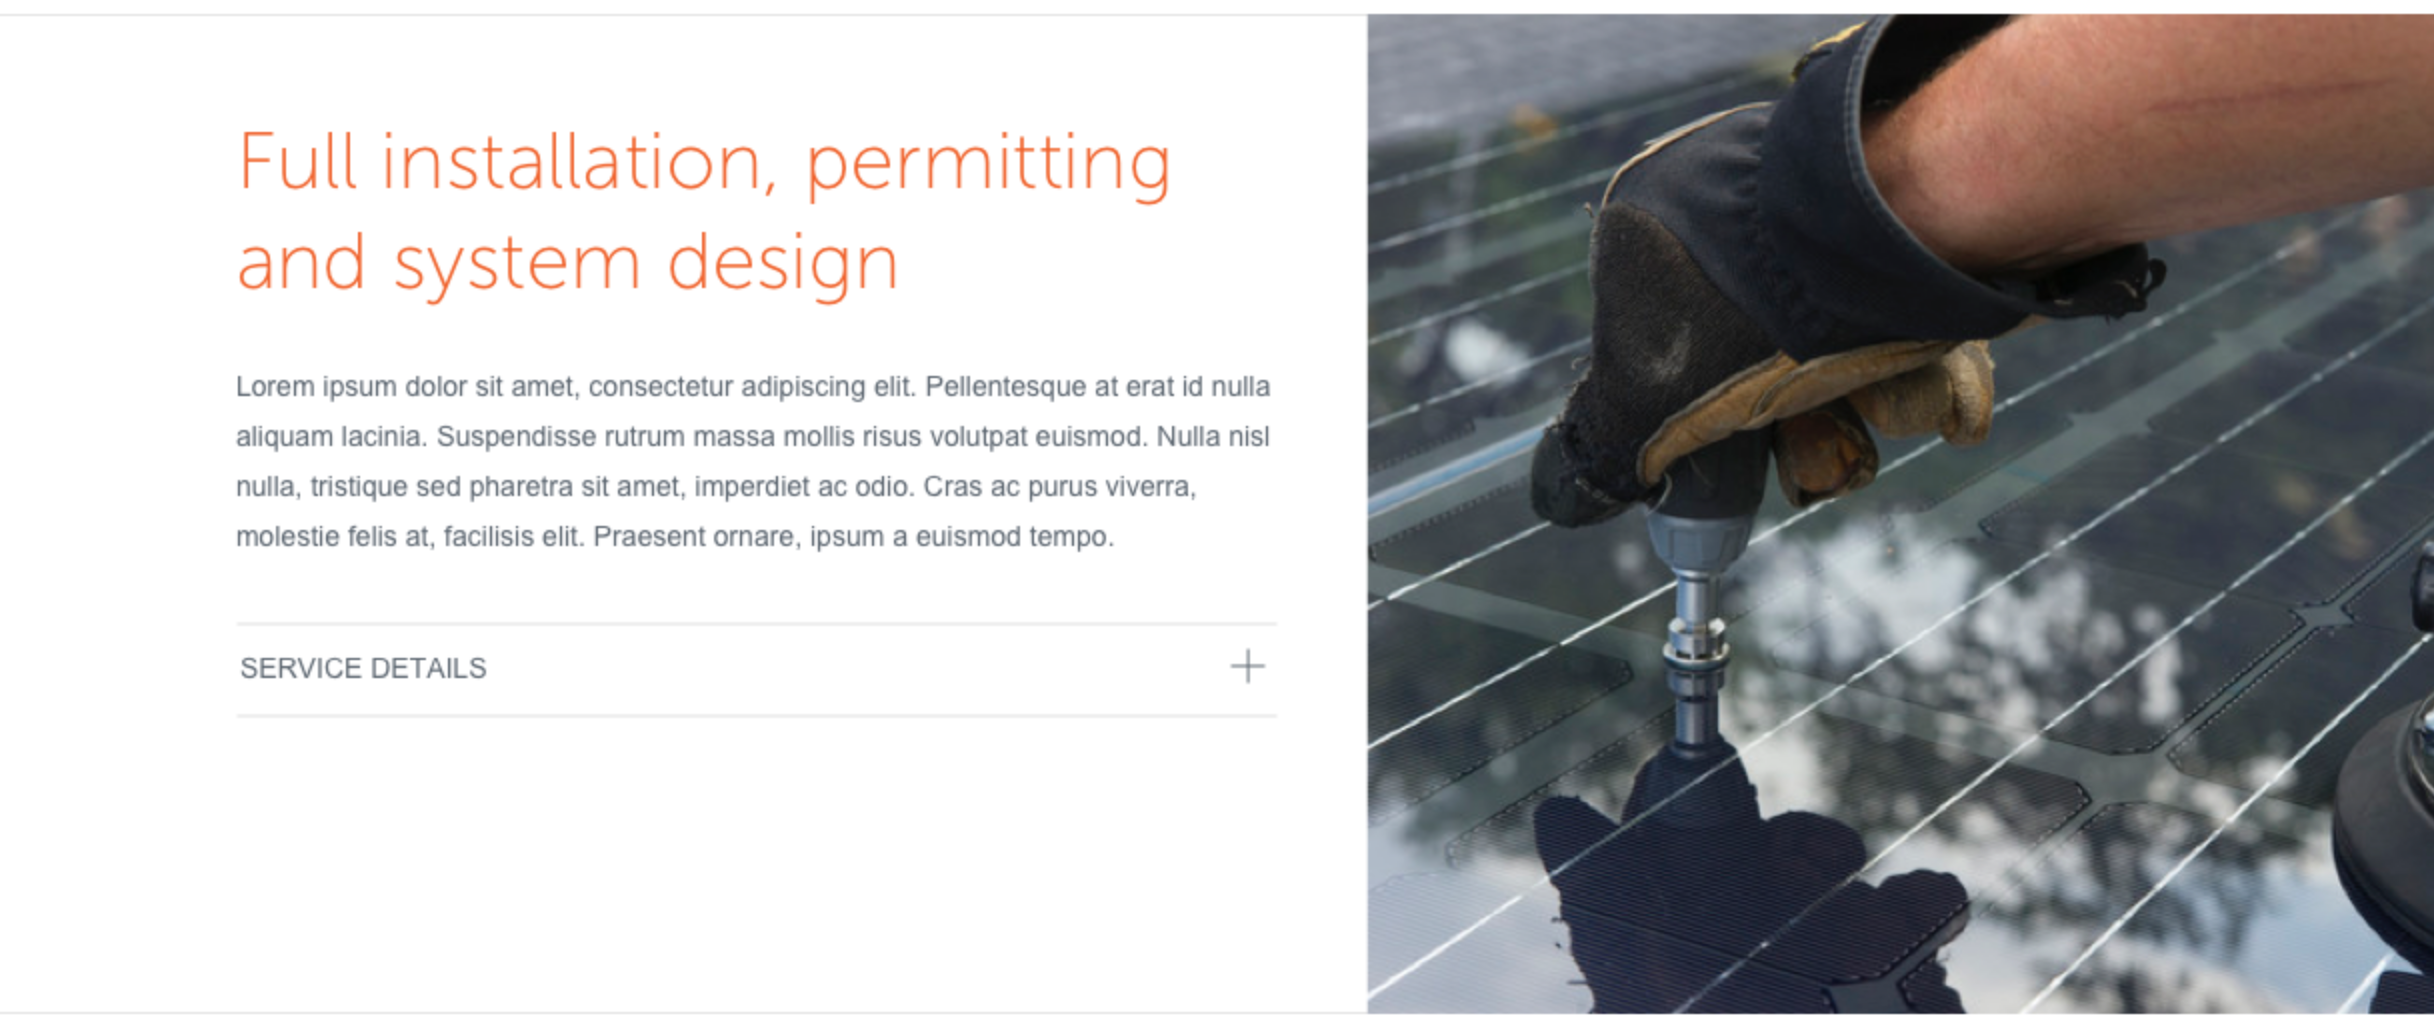 Full installation, permitting
and system design
Lorem ipsum dolor sit amet, consectetur adipiscing elit. Pellentesque at erat id nulla
aliquam lacinia. Suspendisse rutrum massa mollis risus volutpat euismod. Nulla nisl
nulla, tristique sed pharetra sit amet, imperdiet ac odio. Cras ac purus viverra,
molestie felis at, facilisis elit. Praesent ornare, ipsum a euismod tempo.
SERVICE DETAILS +